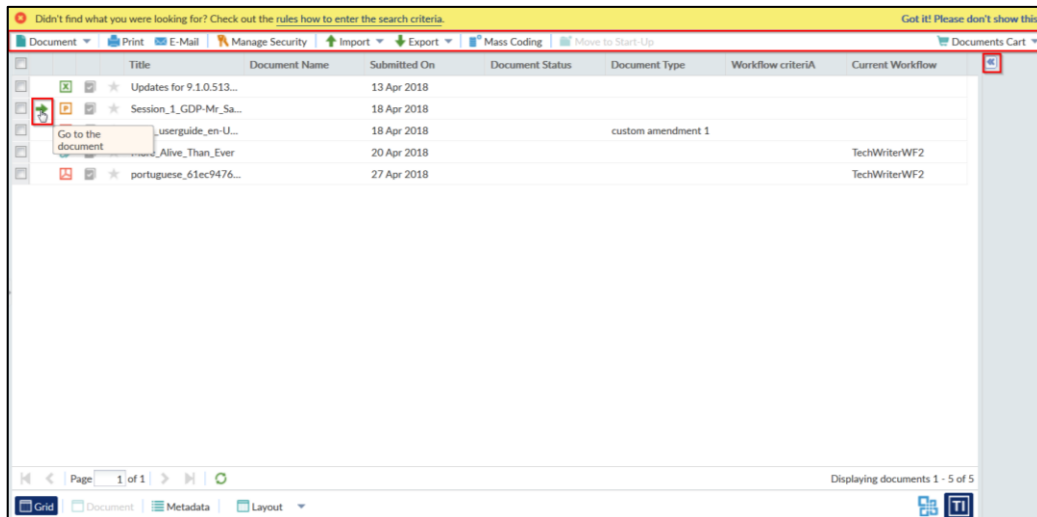 Didn't find what you were looking for? Check out the rules how to enter the search criteria. Got it! Please don't show this
Document Print E-Mail Manage Security Import Export Mass Coding Move to Start-Up Documents Cart
Title Document Name Submitted On Document Status Document Type Workflow criteriA Current Workflow
Updates for 9.1.0.513... 13 Apr 2018
Session_1_GDP-Mr_Sa... 18 Apr 2018
_userguide_en-U... 18 Apr 2018 custom amendment 1
Go to the
document
_Alive_Than_Ever 20 Apr 2018 TechWriterWF2
portuguese_61ec9476... 27 Apr 2018 TechWriterWF2
Page 1 of 1 Displaying documents 1 - 5 of 5
Grid Document Metadata Layout TI